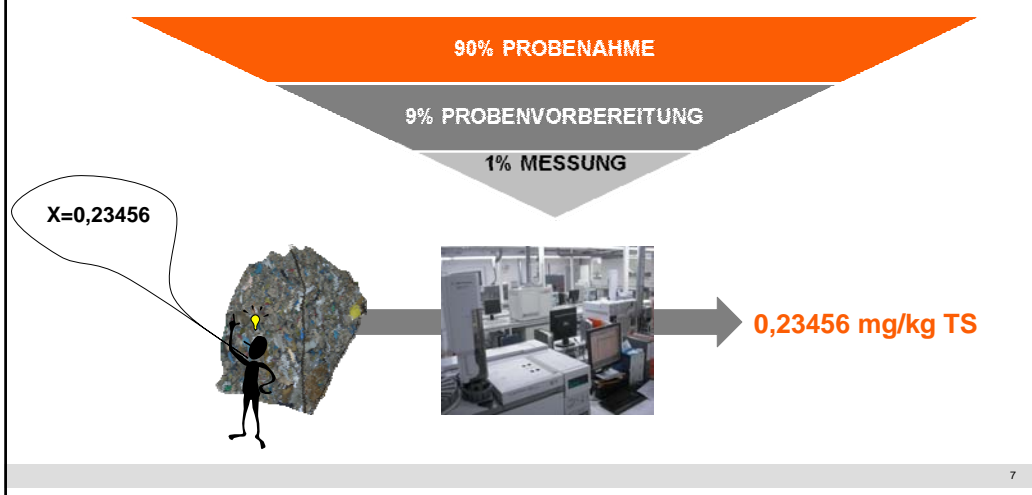 90% PROBENAHME
9% PROBENVORBEREITUNG
1% MESSUNG
X=0,23456
0,23456 mg/kg TS
7